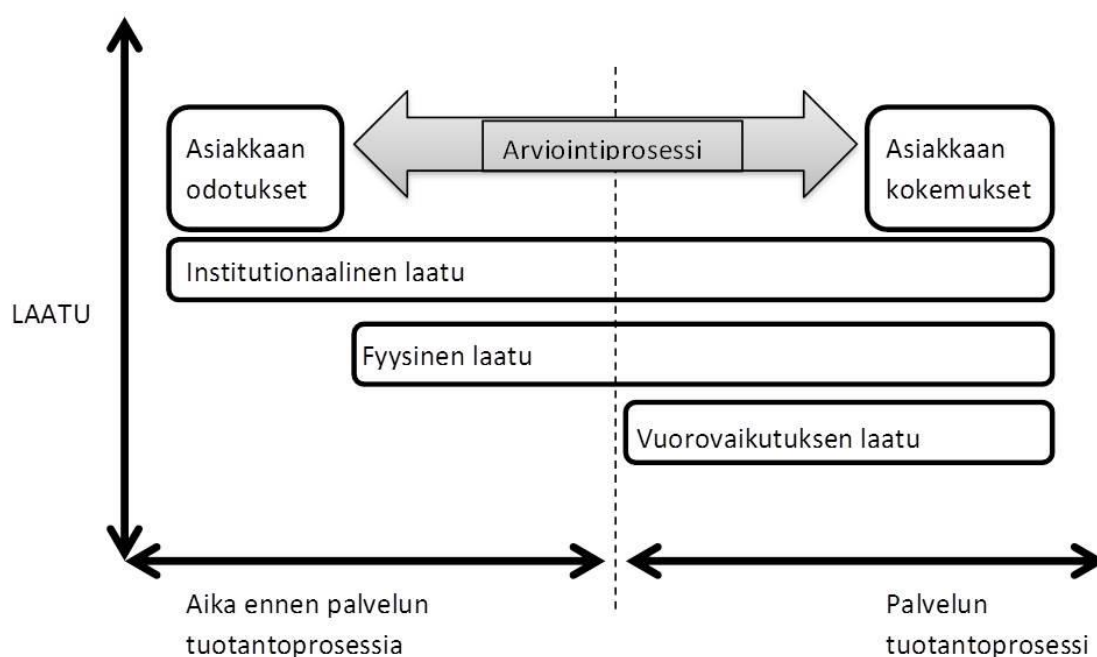 Asiakkaan
odotukset
Arviointiprosessi
Asiakkaan
kokemukset
Institutionaalinen laatu
LAATU
Fyysinen laatu
Vuorovaikutuksen laatu
Aika ennen palvelun
tuotantoprosessia
Palvelun
tuotantoprosessi